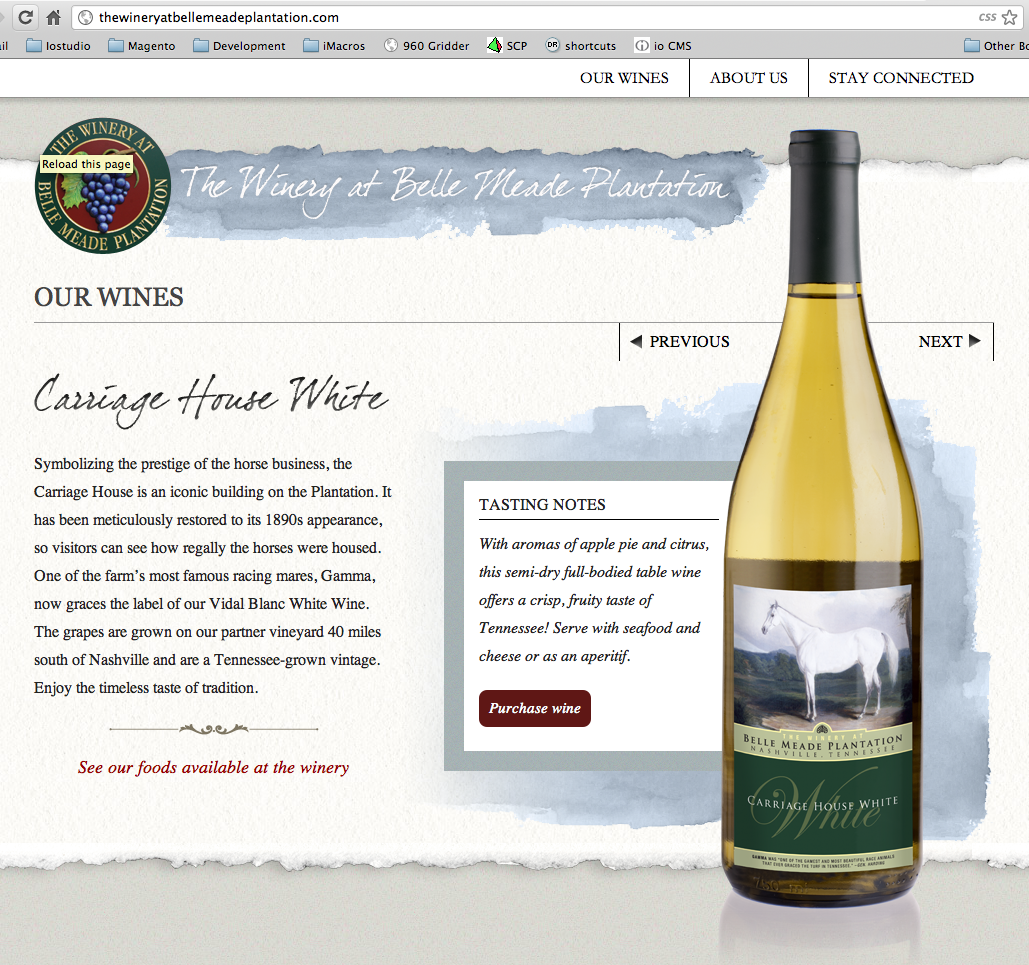 thewineryatbellemeadeplantation.com
CSS
il
Iostudio
Magento
Development
iMacros
960 Gridder
SCP
DR
shortcuts
io CMS
Other Bo
OUR WINES
ABOUT US
STAY CONNECTED
THE WINERY AT
BELLE MEADE PLANTATION
Reload this page
The Winery at Belle Meade Plantation
OUR WINES
PREVIOUS
NEXT
Carriage House White
Symbolizing the prestige of the horse business, the
Carriage House is an iconic building on the Plantation. It
has been meticulously restored to its 1890s appearance,
so visitors can see how regally the horses were housed.
One of the farm’s most famous racing mares, Gamma,
now graces the label of our Vidal Blanc White Wine.
The grapes are grown on our partner vineyard 40 miles
south of Nashville and are a Tennessee-grown vintage.
Enjoy the timeless taste of tradition.
See our foods available at the winery
TASTING NOTES
With aromas of apple pie and citrus,
this semi-dry full-bodied table wine
offers a crisp, fruity taste of
Tennessee! Serve with seafood and
cheese or as an aperitif.
Purchase wine
THE WINERY AT
BELLE MEADE PLANTATION
NASHVILLE, TENNESSEE
White
CARRIAGE HOUSE WHITE
GAMMA WAS "ONE OF THE GAMEST AND MOST BEAUTIFUL RACE ANIMALS
THAT EVER GRACED THE TURF IN TENNESSEE." —GEN. HARDING